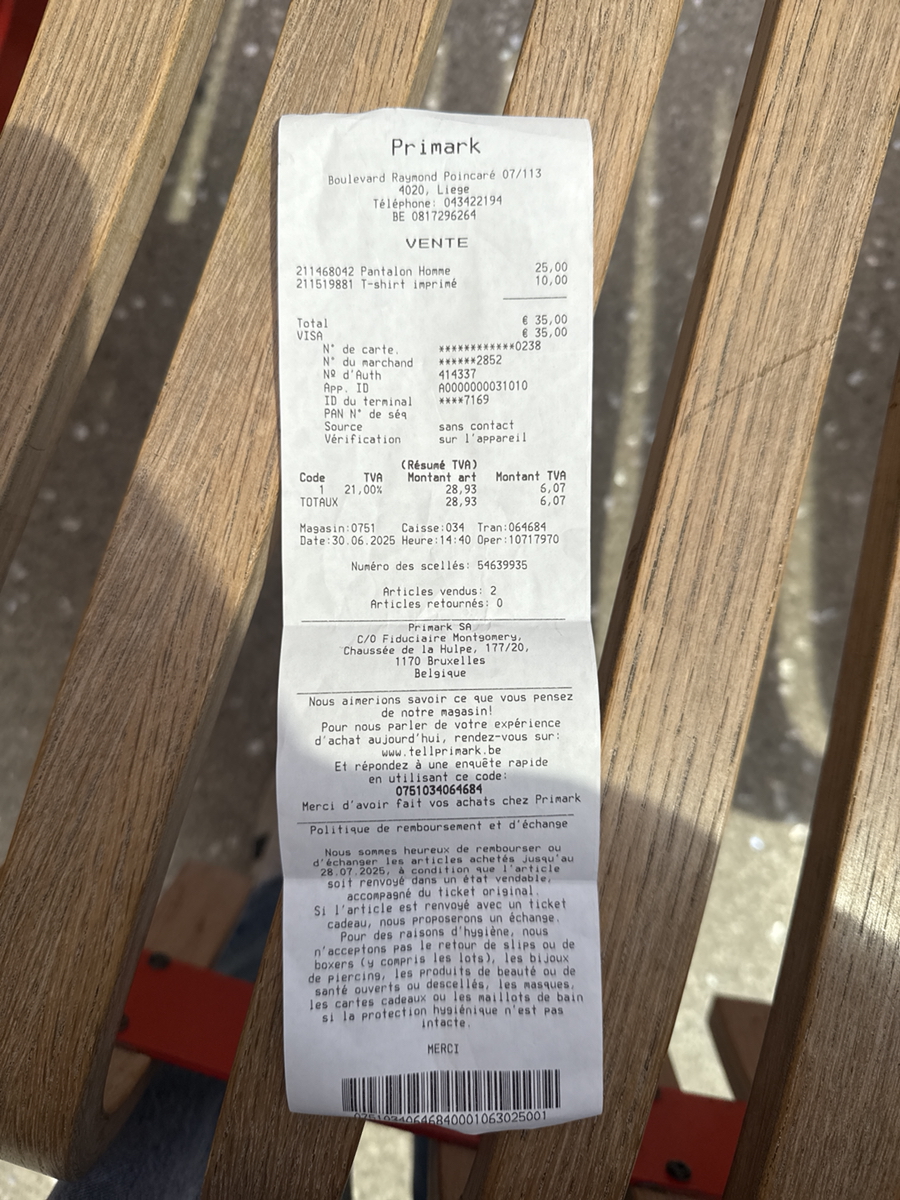 Primark
Boulevard Raymond Poincaré 07/113
4020, Liege
Téléphone: 043422194
BE 0817296264
VENTE
211468042 Pantalon Homme 25,00
211519881 T-shirt imprimé 10,00
Total € 35,00
VISA € 35,00
N° de carte. ************0238
N° du marchand ******2852
Nº d'Auth 414337
App. ID A0000000031010
ID du terminal ****7169
PAN N° de séq
Source sans contact
Vérification sur l'appareil
(Résumé TVA)
Code TVA Montant art Montant TVA
1 21,00% 28,93 6,07
TOTAUX 28,93 6,07
Magasin:0751 Caisse:034 Tran:064684
Date:30.06.2025 Heure:14:40 Oper:10717970
Numéro des scellés: 54639935
Articles vendus: 2
Articles retournés: 0
Primark SA
C/O Fiduciaire Montgomery,
Chaussée de la Hulpe, 177/20,
1170 Bruxelles
Belgique
Nous aimerions savoir ce que vous pensez
de notre magasin!
Pour nous parler de votre expérience
d'achat aujourd'hui, rendez-vous sur:
www.tellprimark.be
Et répondez à une enquête rapide
en utilisant ce code:
0751034064684
Merci d'avoir fait vos achats chez Primark
Politique de remboursement et d'échange
Nous sommes heureux de rembourser ou
d'échanger les articles achetés jusqu'au
28.07.2025, à condition que l'article
soit renvoyé dans un état vendable,
accompagné du ticket original.
Si l'article est renvoyé avec un ticket
cadeau, nous proposerons un échange.
Pour des raisons d'hygiène, nous
n'acceptons pas le retour de slips ou de
boxers (y compris les lots), les bijoux
de piercing, les produits de beauté ou de
santé ouverts ou descellés, les masques,
les cartes cadeaux ou les maillots de bain
si la protection hygiénique n'est pas
intacte.
MERCI
07510340646840001063025001